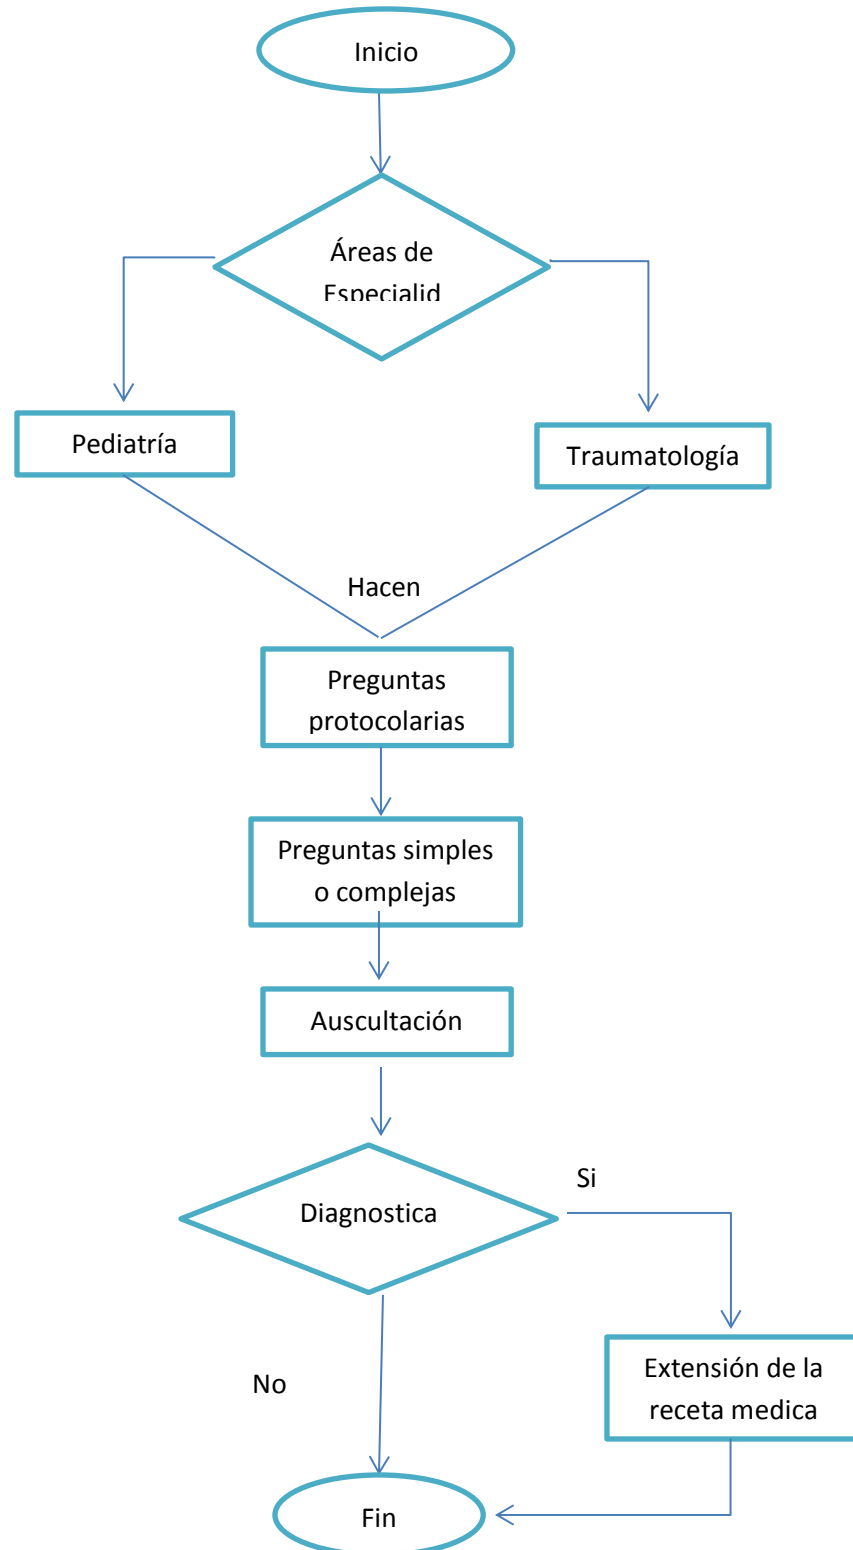 Inicio
Áreas de
Especialid
Pediatría
Traumatología
Hacen
Preguntas
protocolarias
Preguntas simples
o complejas
Auscultación
Si
Diagnostica
Extensión de la
receta medica
No
Fin